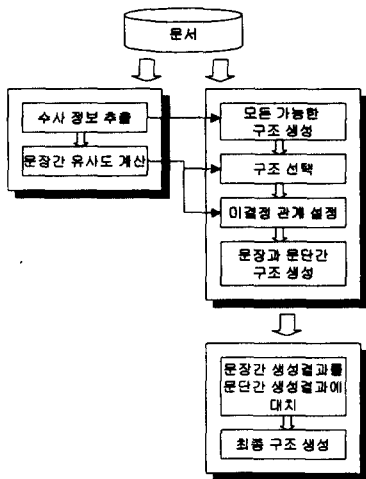 문서
수사 정보 추출
문장간 유사도 계산
모든 가능한
구조 생성
구조 선택
미결정 관계 설정
문장과 문단간
구조 생성
문장간 생성결과를
문단간 생성결과에
대치
최종 구조 생성